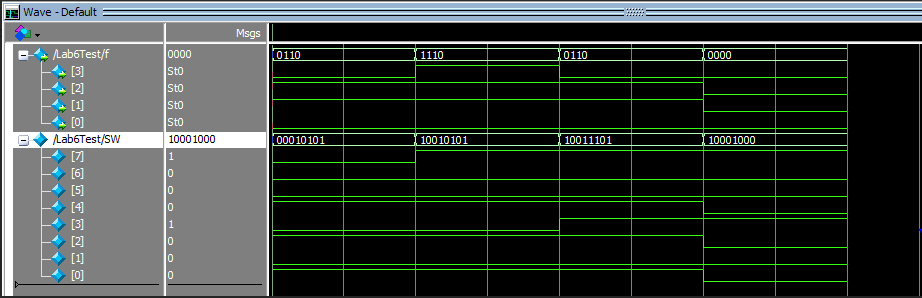 Wave - Default
Msgs
/Lab6Test/f 0000 0110 1110 0110 0000
[3] St0
[2] St0
[1] St0
[0] St0
/Lab6Test/SW 10001000 00010101 10010101 10011101 10001000
[7] 1
[6] 0
[5] 0
[4] 0
[3] 1
[2] 0
[1] 0
[0] 0